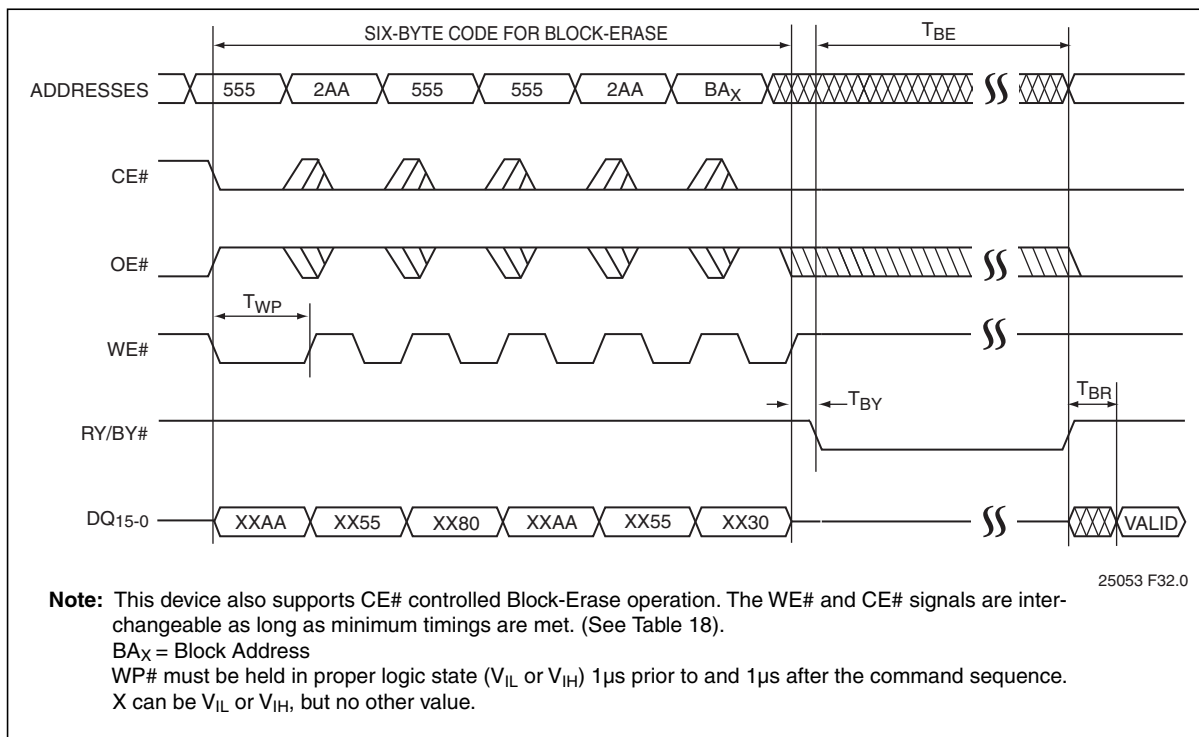 SIX-BYTE CODE FOR BLOCK-ERASE
TBE
ADDRESSES 555 2AA 555 555 2AA BAX
CE#
OE#
TWP
WE#
TBY
TBR
RY/BY#
DQ15-0 XXAA XX55 XX80 XXAA XX55 XX30 VALID
25053 F32.0
Note: This device also supports CE# controlled Block-Erase operation. The WE# and CE# signals are inter-
changeable as long as minimum timings are met. (See Table 18).
BAX = Block Address
WP# must be held in proper logic state (VIL or VIH) 1µs prior to and 1µs after the command sequence.
X can be VIL or VIH, but no other value.